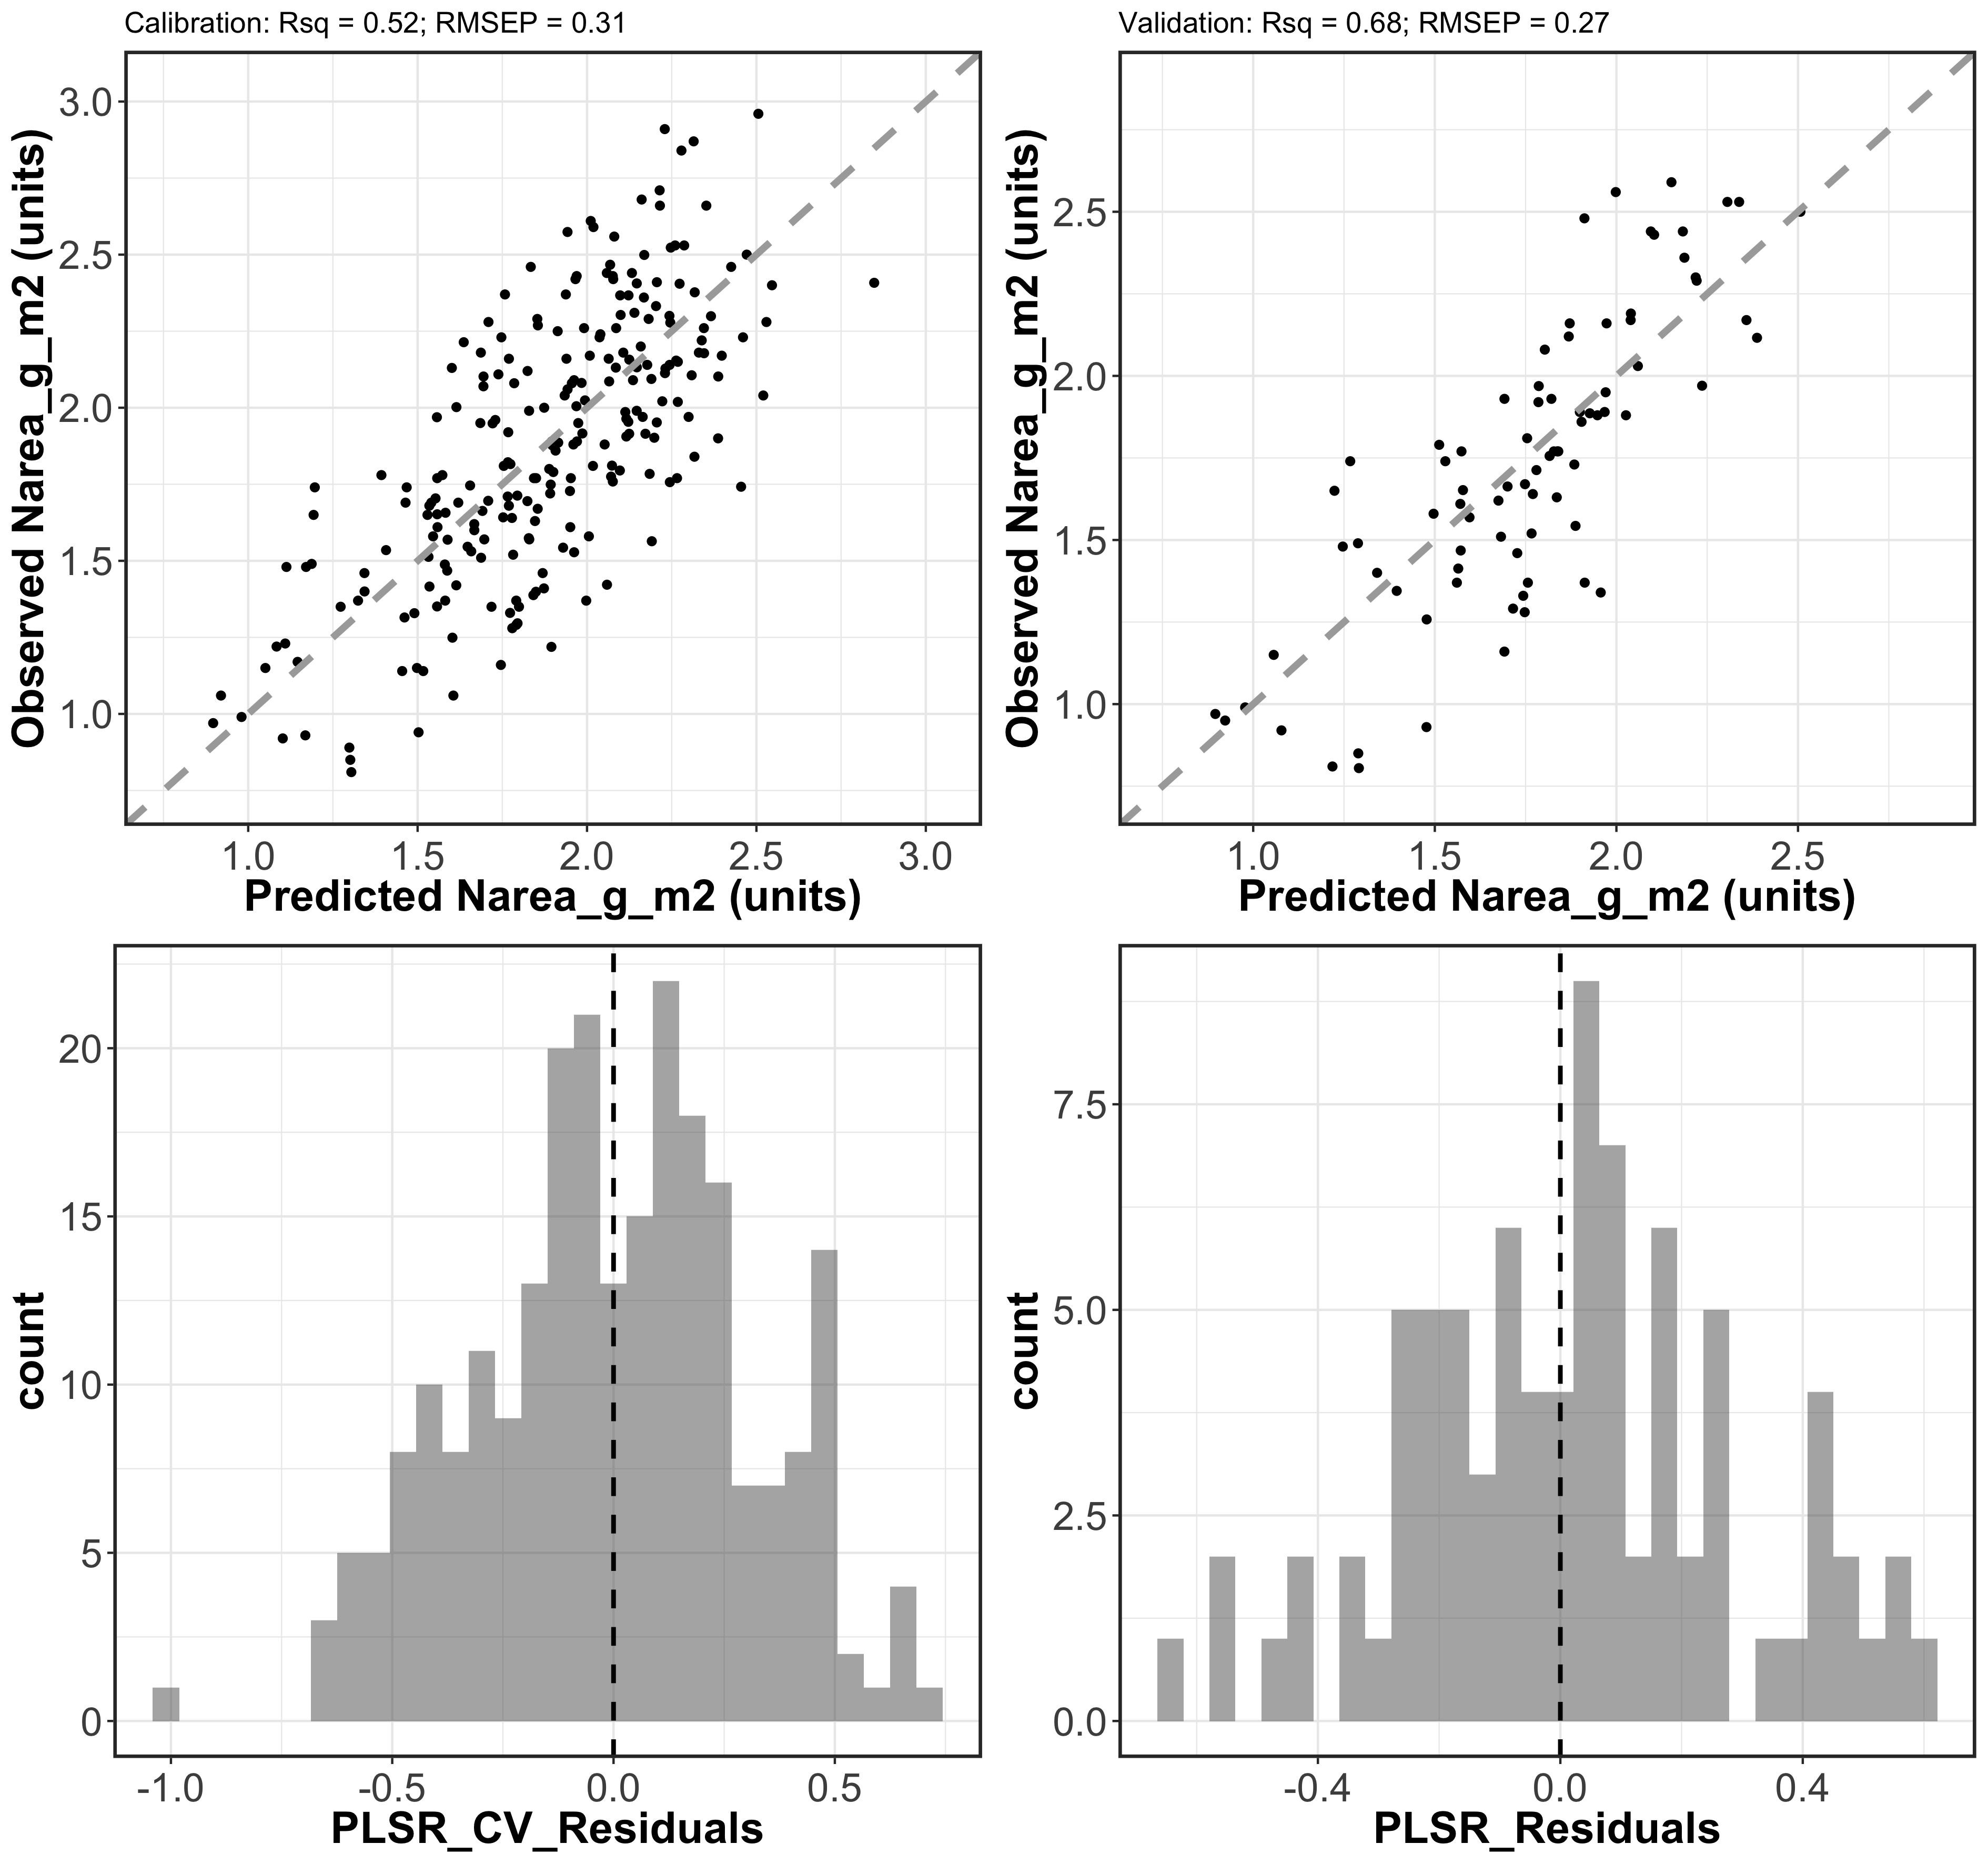 Calibration: Rsq = 0.52; RMSEP = 0.31
Observed Narea_g_m2 (units)
3.0
2.5
2.0
1.5
1.0
1.0 1.5 2.0 2.5 3.0
Predicted Narea_g_m2 (units)
Validation: Rsq = 0.68; RMSEP = 0.27
Observed Narea_g_m2 (units)
2.5
2.0
1.5
1.0
1.0 1.5 2.0 2.5
Predicted Narea_g_m2 (units)
count
20
15
10
5
0
-1.0 -0.5 0.0 0.5
PLSR_CV_Residuals
count
7.5
5.0
2.5
0.0
-0.4 0.0 0.4
PLSR_Residuals